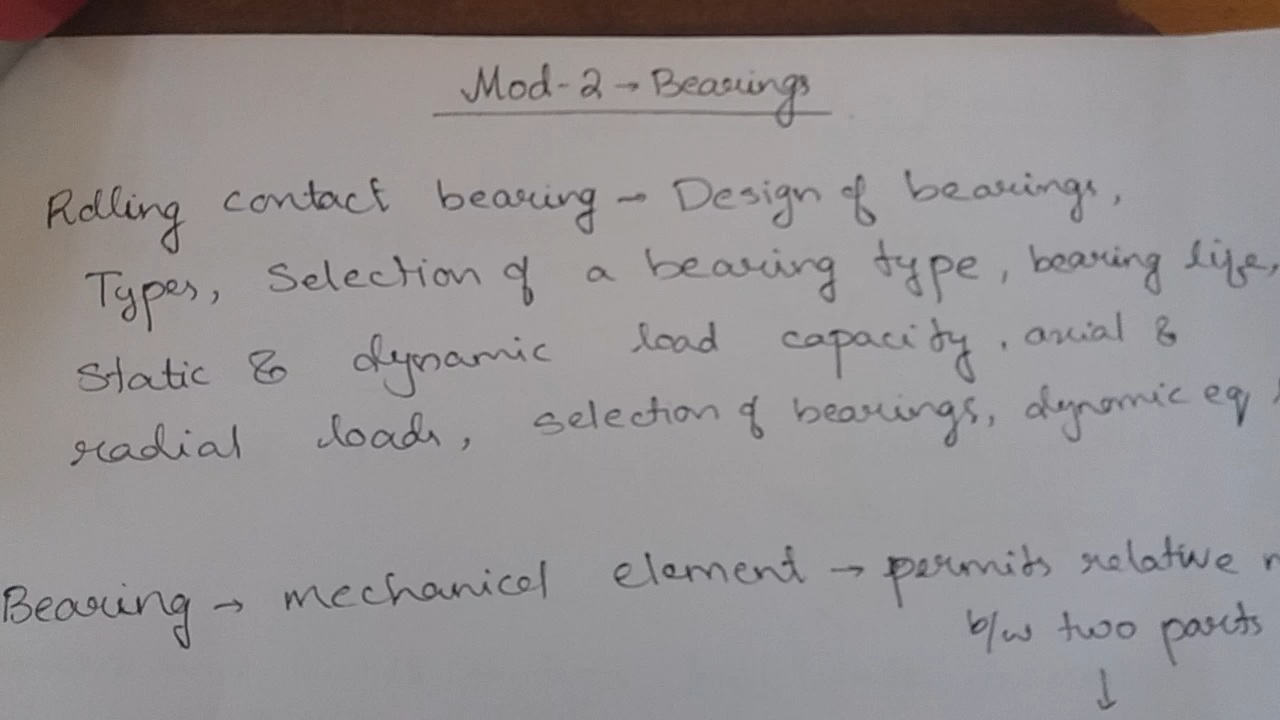 Mod-2 → Bearings
Rolling contact bearing → Design of bearings,
Types, Selection of a bearing type, bearing life,
Static & dynamic load capacity, axial &
radial loads, selection of bearings, dynamic eq
Bearing → mechanical element → permits relative
b/w two parts
↓